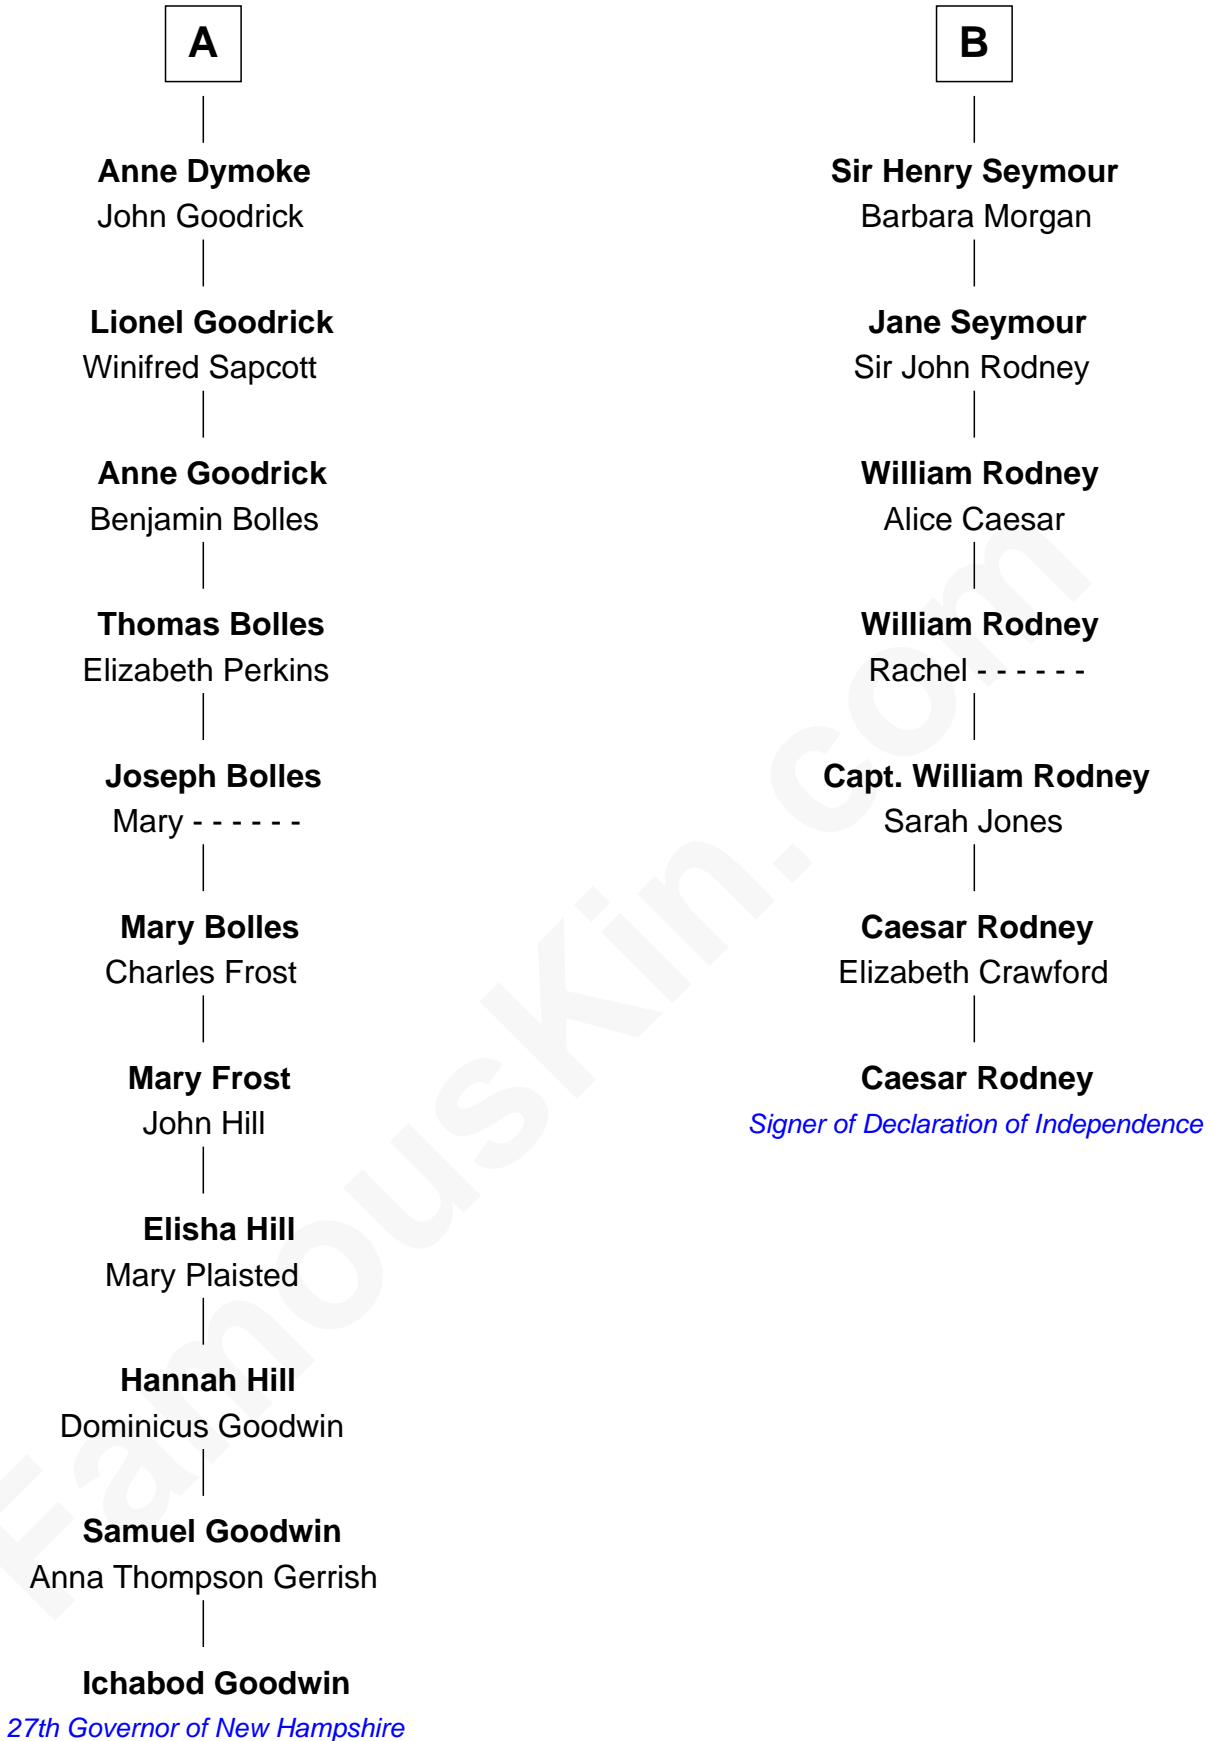 A
Anne Dymoke
John Goodrick
Lionel Goodrick
Winifred Sapcott
Anne Goodrick
Benjamin Bolles
Thomas Bolles
Elizabeth Perkins
Joseph Bolles
Mary - - - - - -
Mary Bolles
Charles Frost
Mary Frost
John Hill
Elisha Hill
Mary Plaisted
Hannah Hill
Dominicus Goodwin
Samuel Goodwin
Anna Thompson Gerrish
Ichabod Goodwin
27th Governor of New Hampshire
B
Sir Henry Seymour
Barbara Morgan
Jane Seymour
Sir John Rodney
William Rodney
Alice Caesar
William Rodney
Rachel - - - - - -
Capt. William Rodney
Sarah Jones
Caesar Rodney
Elizabeth Crawford
Caesar Rodney
Signer of Declaration of Independence
FamousKin.com